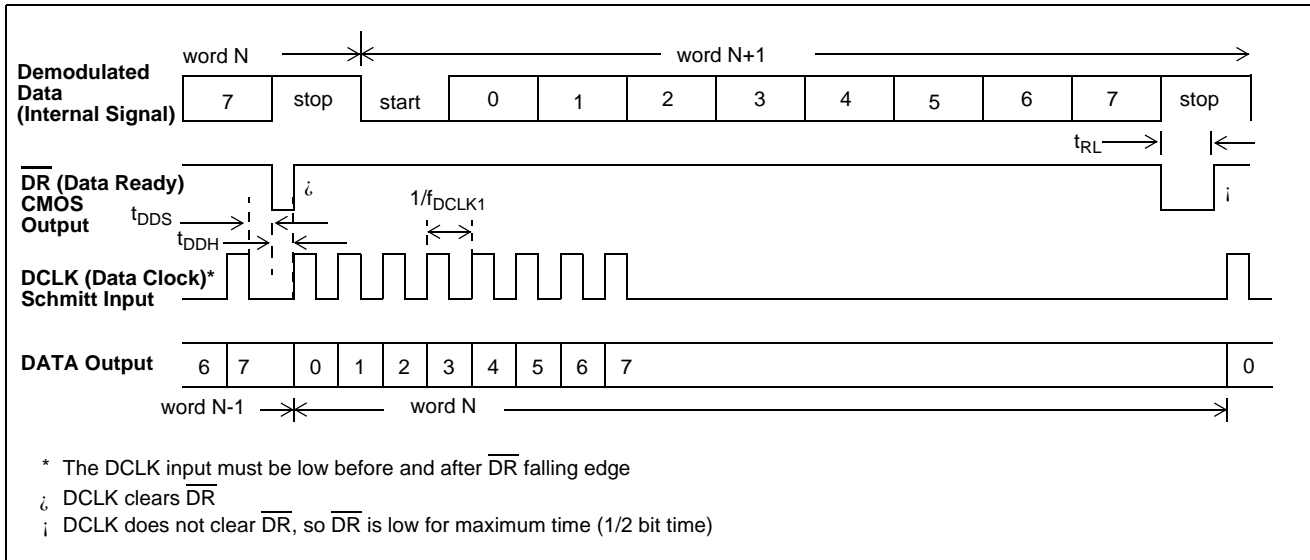 word N
word N+1
Demodulated
Data
(Internal Signal)
7 stop start 0 1 2 3 4 5 6 7 stop
tRL
DR (Data Ready)
CMOS
Output
¿
¡
tDDS
1/fDCLK1
tDDH
DCLK (Data Clock)*
Schmitt Input
DATA Output
6 7 0 1 2 3 4 5 6 7 0
word N-1
word N
* The DCLK input must be low before and after DR falling edge
¿ DCLK clears DR
¡ DCLK does not clear DR, so DR is low for maximum time (1/2 bit time)